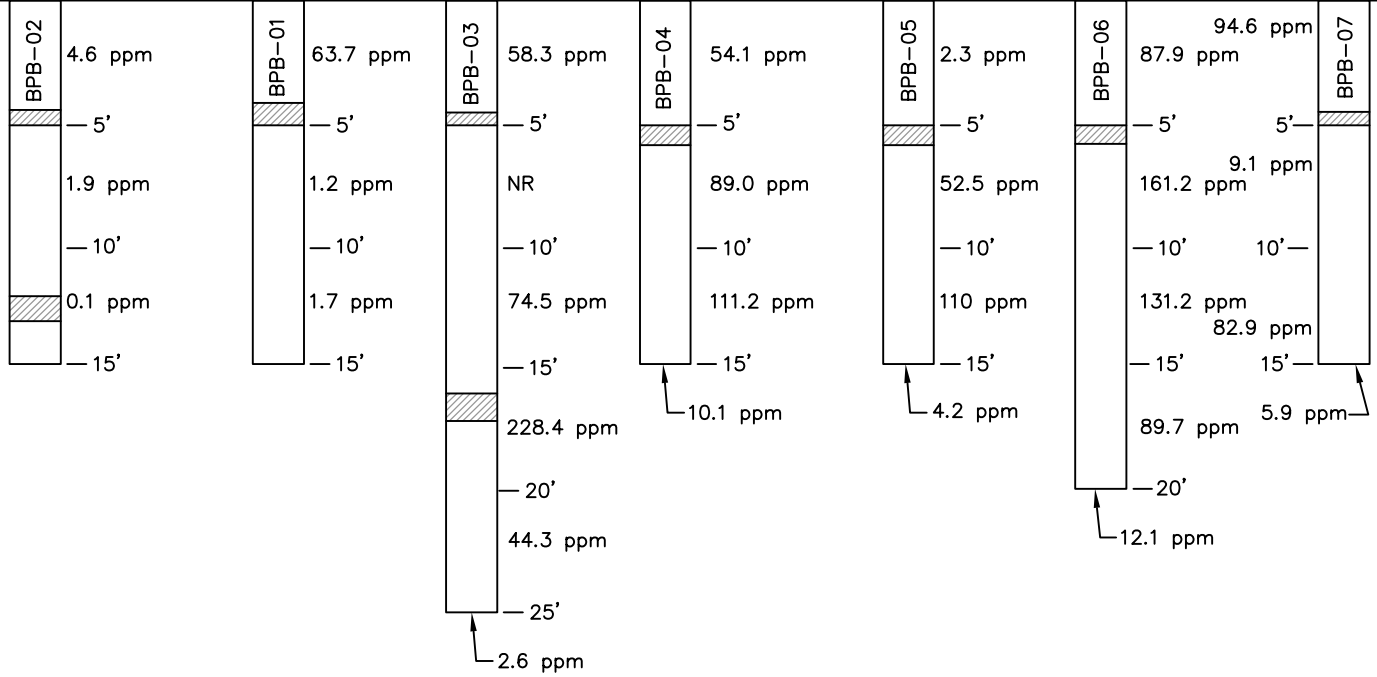 BPB-02
4.6 ppm
5'
1.9 ppm
10'
0.1 ppm
15'
BPB-01
63.7 ppm
5'
1.2 ppm
10'
1.7 ppm
15'
BPB-03
58.3 ppm
5'
NR
10'
74.5 ppm
15'
228.4 ppm
20'
44.3 ppm
25'
2.6 ppm
BPB-04
54.1 ppm
5'
89.0 ppm
10'
111.2 ppm
15'
10.1 ppm
BPB-05
2.3 ppm
5'
52.5 ppm
10'
110 ppm
15'
4.2 ppm
BPB-06
87.9 ppm
5'
161.2 ppm
10'
131.2 ppm
15'
89.7 ppm
20'
12.1 ppm
BPB-07
94.6 ppm
5'
9.1 ppm
10'
82.9 ppm
15'
5.9 ppm